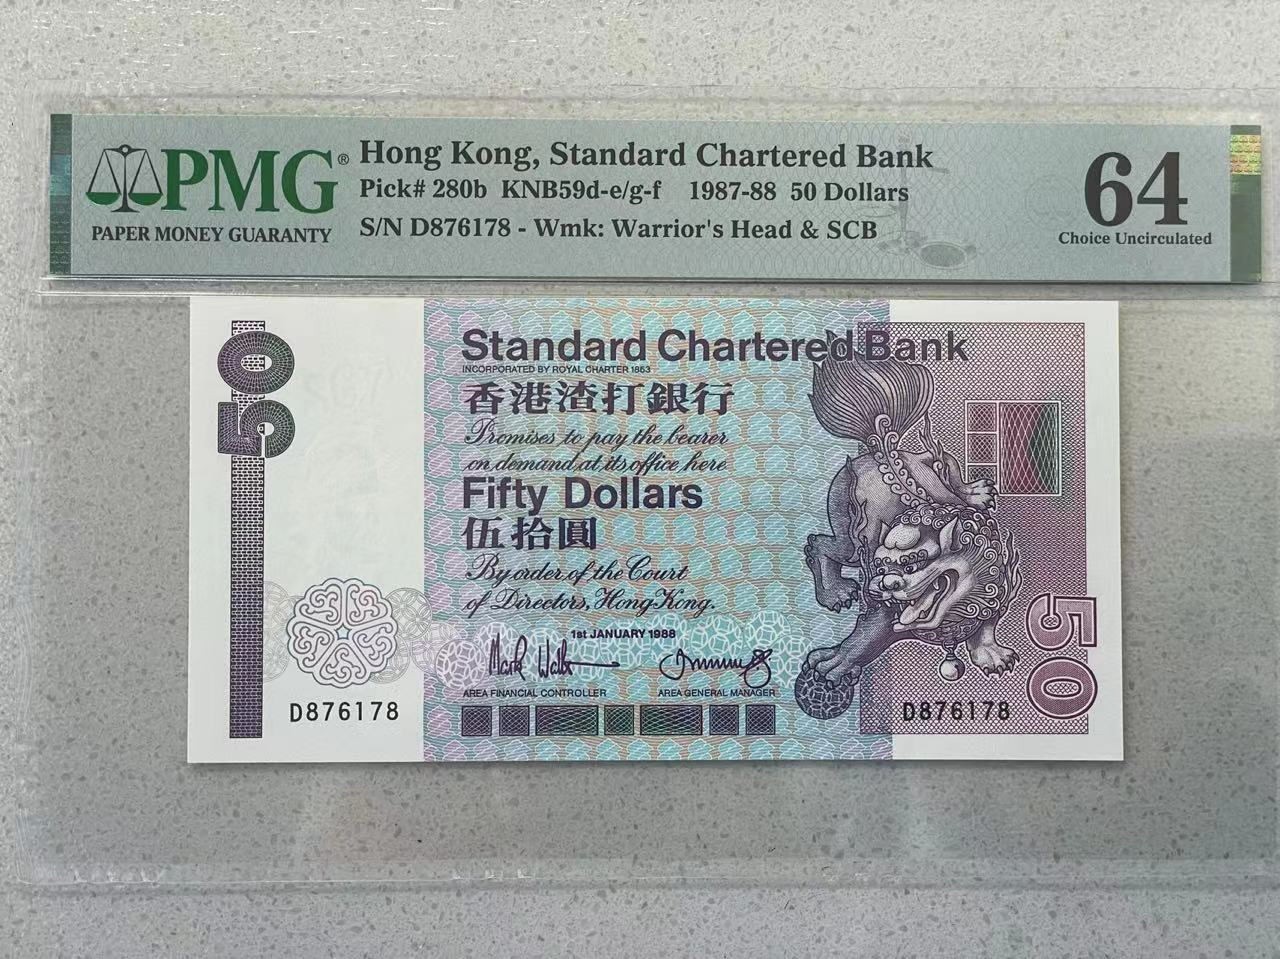 PMG®
PAPER MONEY GUARANTY
Hong Kong, Standard Chartered Bank
Pick# 280b KNB59d-e/g-f 1987-88 50 Dollars
S/N D876178 - Wmk: Warrior's Head & SCB
64
Choice Uncirculated
50
Standard Chartered Bank
INCORPORATED BY ROYAL CHARTER 1853
香港渣打銀行
Promises to pay the bearer
on demand at its office here
Fifty Dollars
伍拾圓
By order of the Court
of Directors, Hong Kong.
1st JANUARY 1988
AREA FINANCIAL CONTROLLER
AREA GENERAL MANAGER
D876178
D876178
50